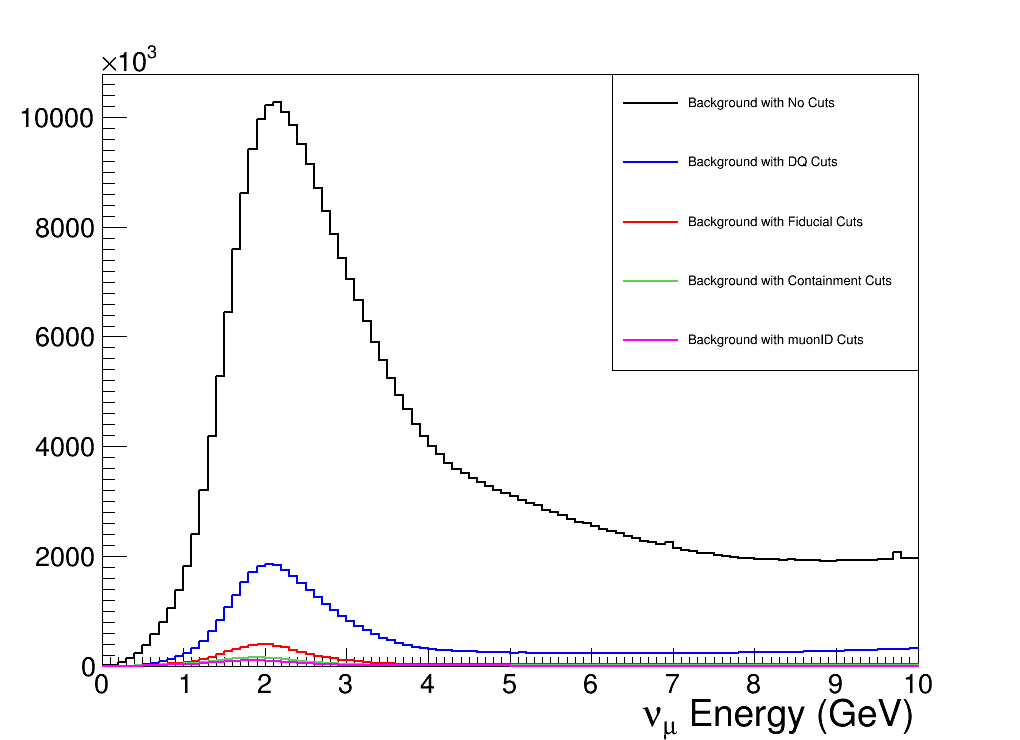 ×10³
10000
8000
6000
4000
2000
0
Background with No Cuts
Background with DQ Cuts
Background with Fiducial Cuts
Background with Containment Cuts
Background with muonID Cuts
0 1 2 3 4 5 6 7 8 9 10
νμ Energy (GeV)